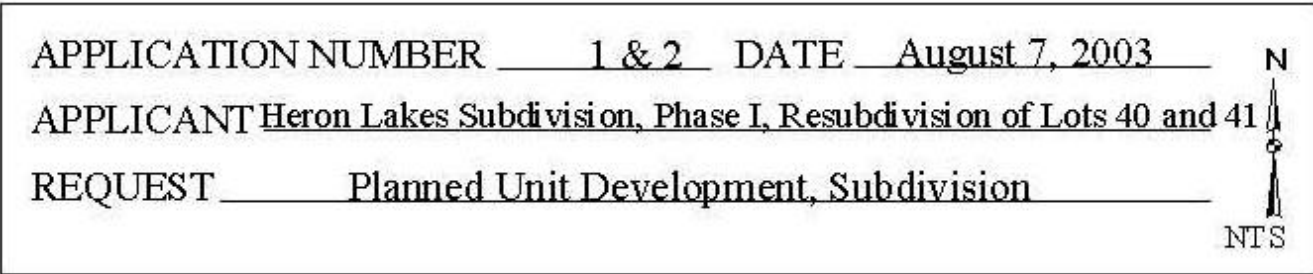 APPLICATION NUMBER 1 & 2 DATE August 7, 2003
N
APPLICANT Heron Lakes Subdivision, Phase I, Resubdivision of Lots 40 and 41
REQUEST Planned Unit Development, Subdivision
NTS